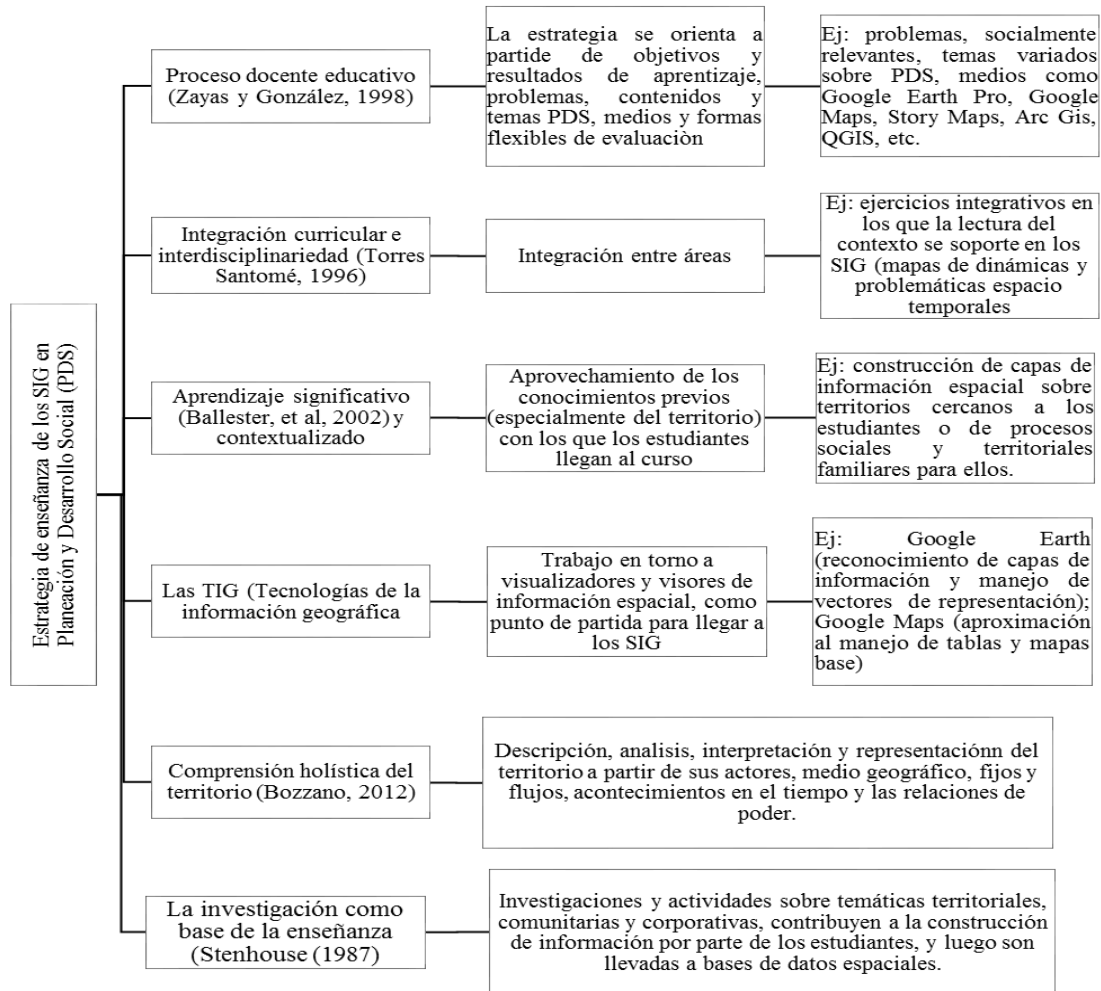 Estrategia de enseñanza de los SIG en
Planeación y Desarrollo Social (PDS)
Proceso docente educativo
(Zayas y González, 1998)
La estrategia se orienta a
partide de objetivos y
resultados de aprentizaje,
problemas, contenidos y
temas PDS, medios y formas
flexibles de evaluaciòn
Ej: problemas, socialmente
relevantes, temas variados
sobre PDS, medios como
Google Earth Pro, Google
Maps, Story Maps, Arc Gis,
QGIS, etc.
Integración curricular e
interdisciplinariedad (Torres
Santomé, 1996)
Integración entre áreas
Ej: ejercicios integrativos en
los que la lectura del
contexto se soporte en los
SIG (mapas de dinámicas y
problemáticas espacio
temporales
Aprendizaje significativo
(Ballester, et al, 2002) y
contextualizado
Aprovechamiento de los
conocimientos previos
(especialmente del territorio)
con los que los estudiantes
llegan al curso
Ej: construcción de capas de
información espacial sobre
territorios cercanos a los
estudiantes o de procesos
sociales y territoriales
familiares para ellos.
Las TIG (Tecnologías de la
información geográfica
Trabajo en torno a
visualizadores y visores de
información espacial, como
punto de partida para llegar
a los SIG
Ej: Google Earth
(reconocimiento de capas de
información y manejo de
vectores de representación);
Google Maps (aproximación
al manejo de tablas y mapas
base)
Comprensión holística del
territorio (Bozzano, 2012)
Descripción, analisis, interpretación y representaciónn del
territorio a partir de sus actores, medio geográfico, fijos y
flujos, acontecimientos en el tiempo y las relaciones de
poder.
La investigación como
base de la enseñanza
(Stenhouse (1987)
Investigaciones y actividades sobre temáticas territoriales,
comunitarias y corporativas, contribuyen a la construcción
de información por parte de los estudiantes, y luego son
llevadas a bases de datos espaciales.